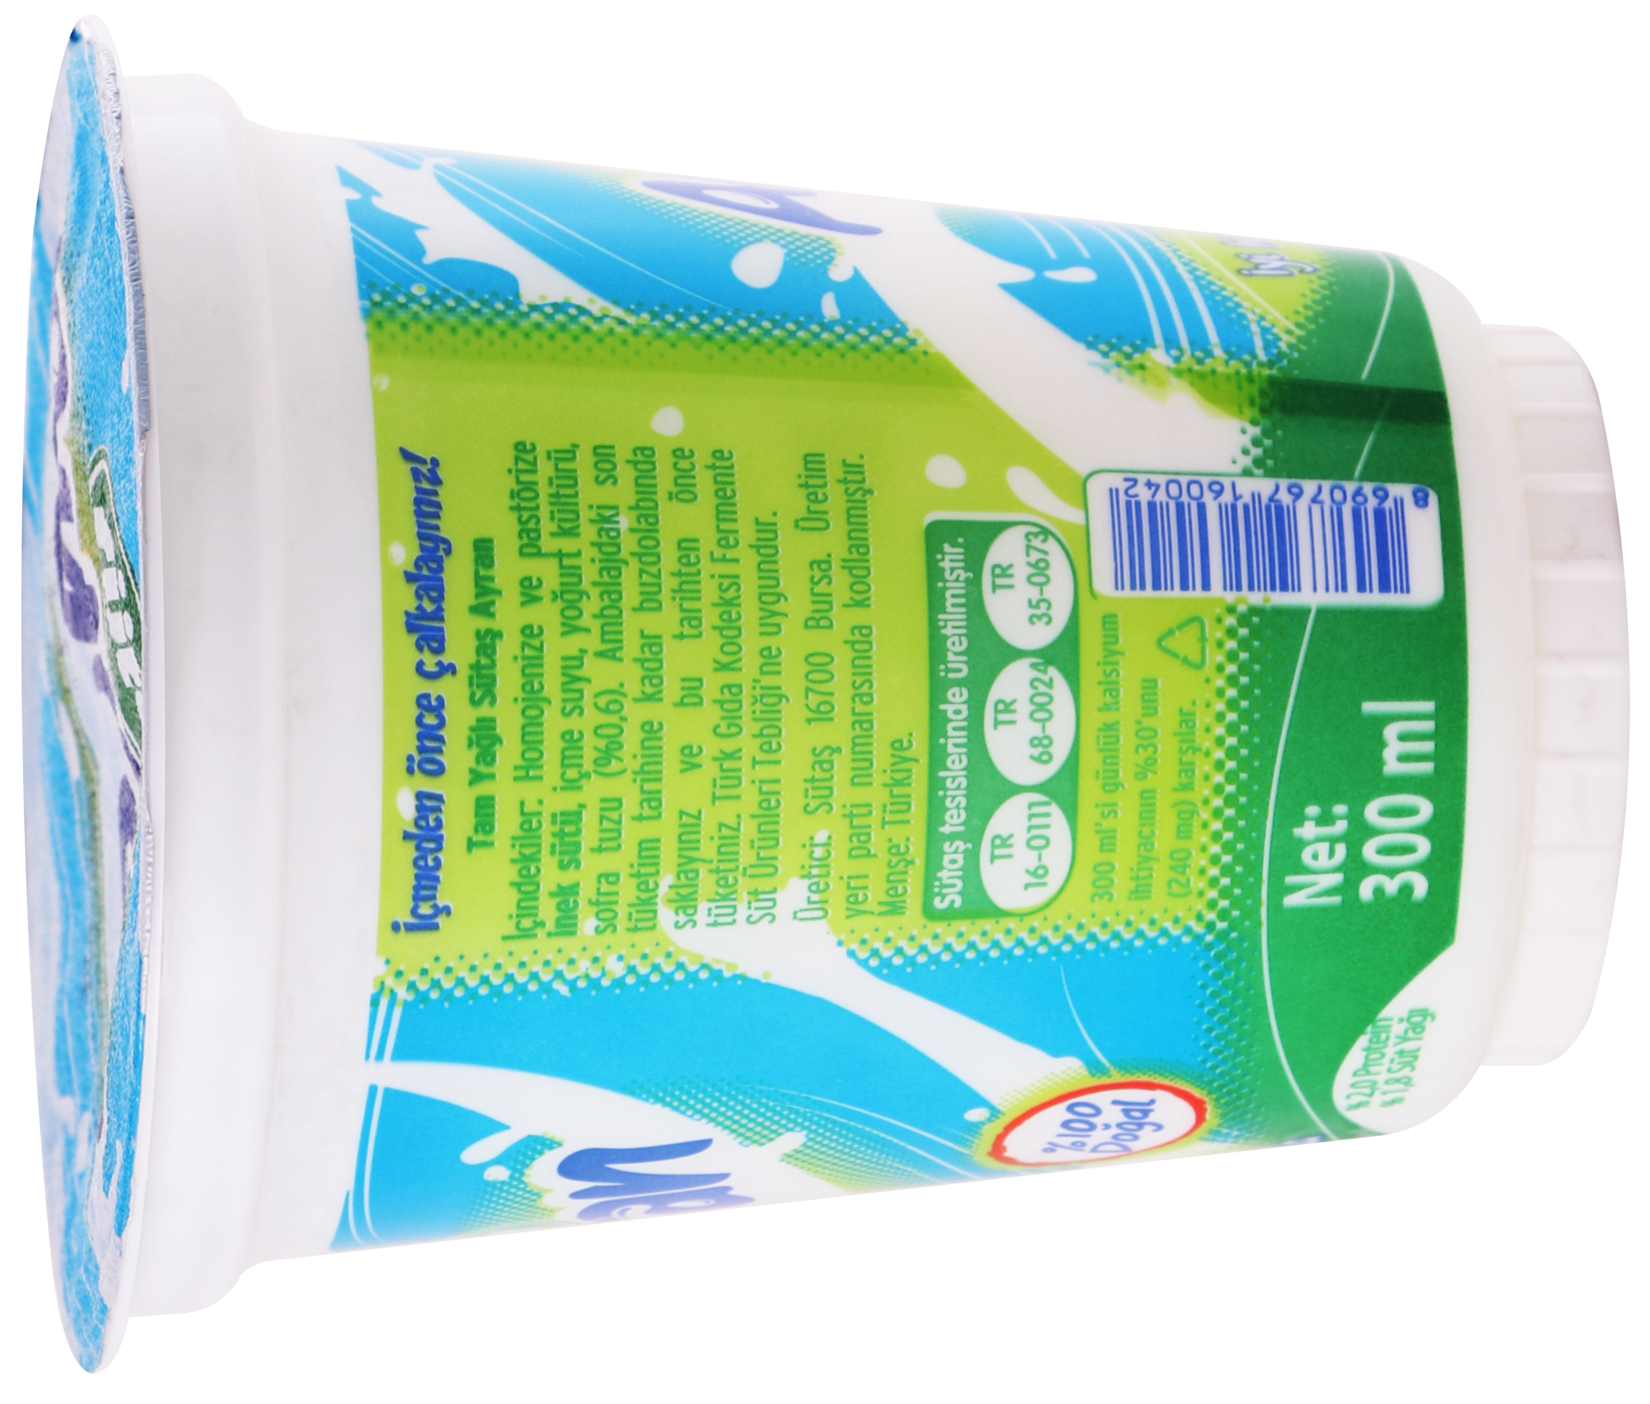 İçmeden önce çalkalayınız!
Tam Yağlı Sütaş Ayran
İçindekiler: Homojenize ve pastörize
inek sütü, içme suyu, yoğurt kültürü,
sofra tuzu (%0,6). Ambalajdaki son
tüketim tarihine kadar buzdolabında
saklayınız ve bu tarihten önce
tüketiniz. Türk Gıda Kodeksi Fermente
Süt Ürünleri Tebliği'ne uygundur.
Üretici: Sütaş 16700 Bursa. Üretim
yeri parti numarasında kodlanmıştır.
Menşe: Türkiye.
Sütaş tesislerinde üretilmiştir.
TR
16-0111
TR
68-0024
TR
35-0673
300 ml'si günlük kalsiyum
ihtiyacının %30'unu
(240 mg) karşılar.
8 690767 160042
Net:
300 ml
%100
Doğal
%2,0 Protein
%1,8 Süt Yağı